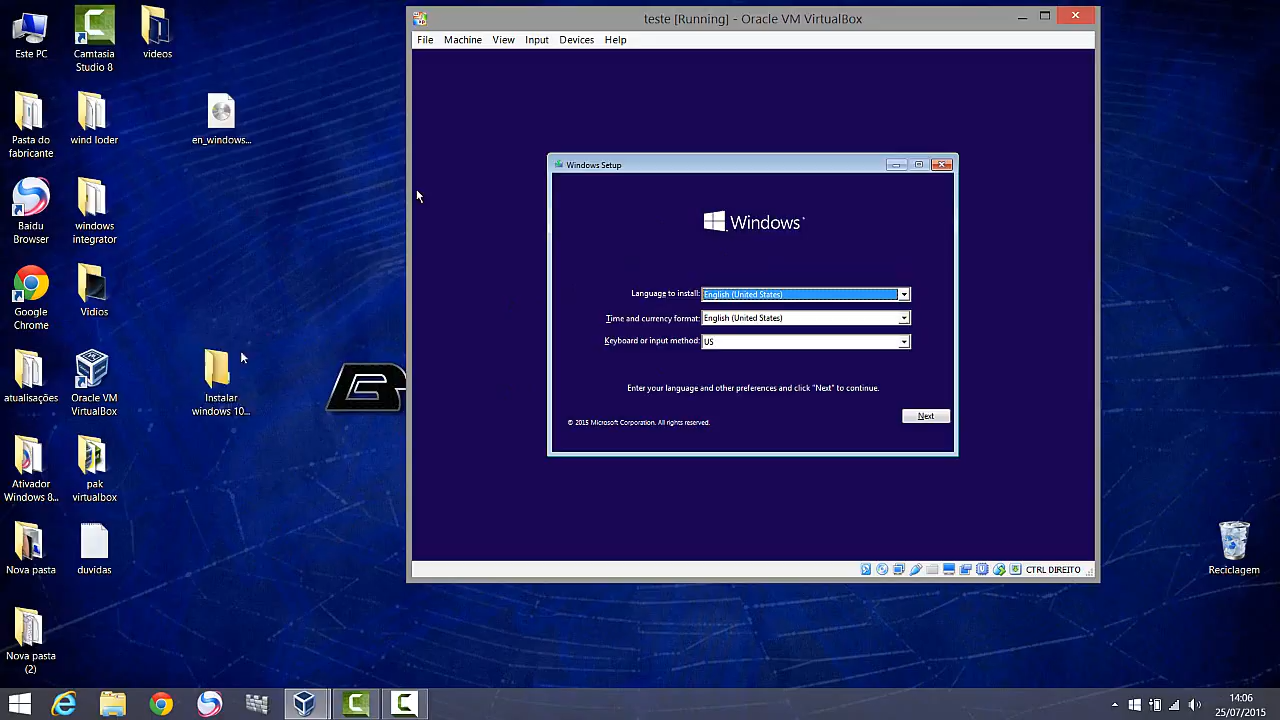 teste [Running] - Oracle VM VirtualBox
File Machine View Input Devices Help
Este PC
Camtasia
Studio 8
videos
Pasta do
fabricante
wind loder
en_windows...
Baidu
Browser
windows
integrator
Google
Chrome
Vidios
tualisações
Oracle VM
VirtualBox
Instalar
windows 10...
Ativador
Windows 8...
pak
virtualbox
Nova pasta
duvidas
Nova pasta
(2)
Windows Setup
Windows
Language to install: English (United States)
Time and currency format: English (United States)
Keyboard or input method: US
Enter your language and other preferences and click "Next" to continue.
Next
© 2015 Microsoft Corporation. All rights reserved.
CTRL DIREITO
Reciclagem
14:06
25/07/2015